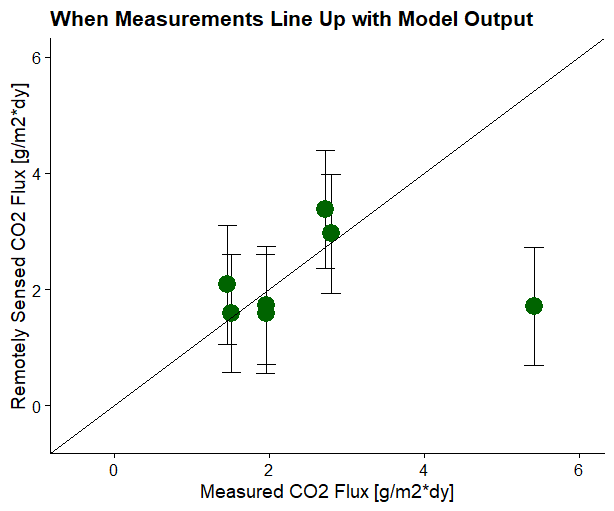 When Measurements Line Up with Model Output
Remotely Sensed CO2 Flux [g/m2*dy]
6
4
2
0
0 2 4 6
Measured CO2 Flux [g/m2*dy]